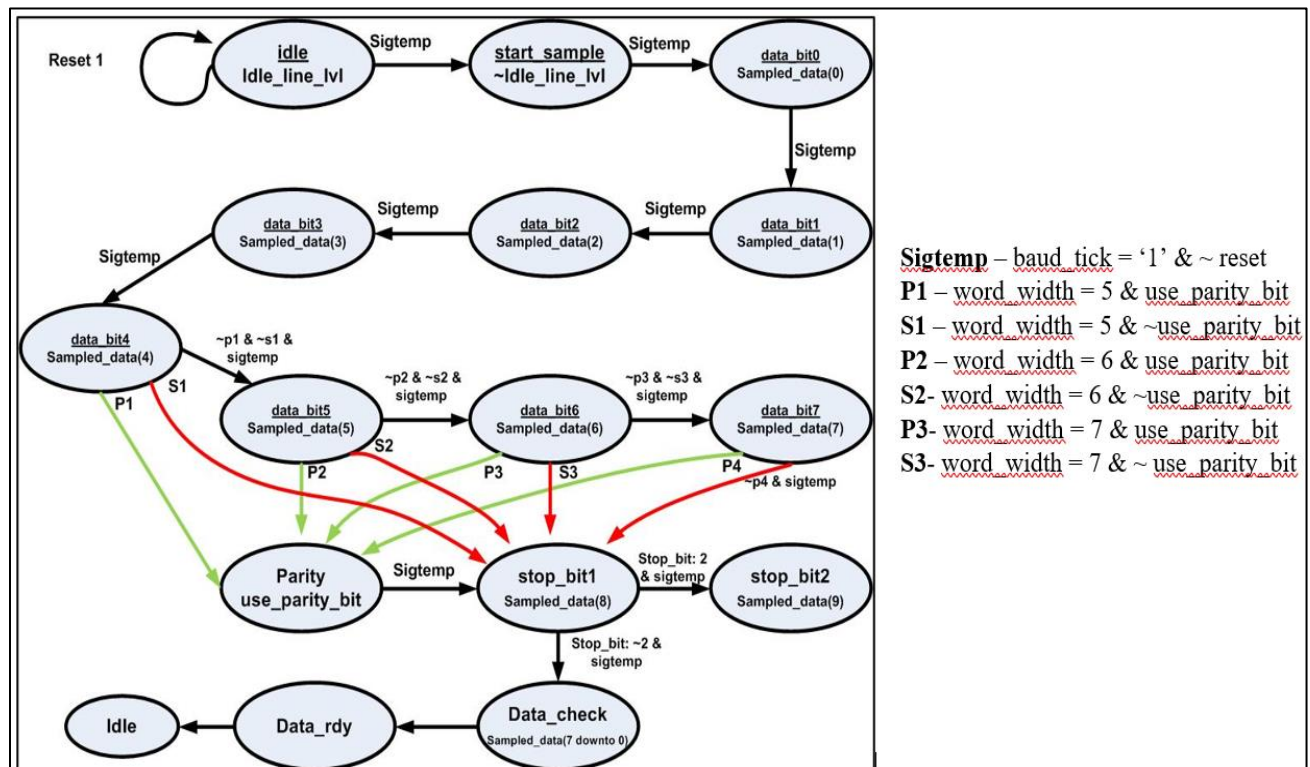 Reset 1
idle
Idle_line_lvl
Sigtemp
start_sample
~Idle_line_lvl
Sigtemp
data_bit0
Sampled_data(0)
Sigtemp
data_bit3
Sampled_data(3)
Sigtemp
data_bit2
Sampled_data(2)
Sigtemp
data_bit1
Sampled_data(1)
Sigtemp
data_bit4
Sampled_data(4)
~p1 & ~s1 &
sigtemp
P1
S1
data_bit5
Sampled_data(5)
~p2 & ~s2 &
sigtemp
P2
S2
data_bit6
Sampled_data(6)
~p3 & ~s3 &
sigtemp
P3
S3
data_bit7
Sampled_data(7)
P4
~p4 & sigtemp
Parity
use_parity_bit
Sigtemp
stop_bit1
Sampled_data(8)
Stop_bit: 2
& sigtemp
stop_bit2
Sampled_data(9)
Stop_bit: ~2 &
sigtemp
Idle
Data_rdy
Data_check
Sampled_data(7 downto 0)
Sigtemp – baud_tick = ‘1’ & ~ reset
P1 – word_width = 5 & use_parity_bit
S1 – word_width = 5 & ~use_parity_bit
P2 – word_width = 6 & use_parity_bit
S2- word_width = 6 & ~use_parity_bit
P3- word_width = 7 & use_parity_bit
S3- word_width = 7 & ~ use_parity_bit